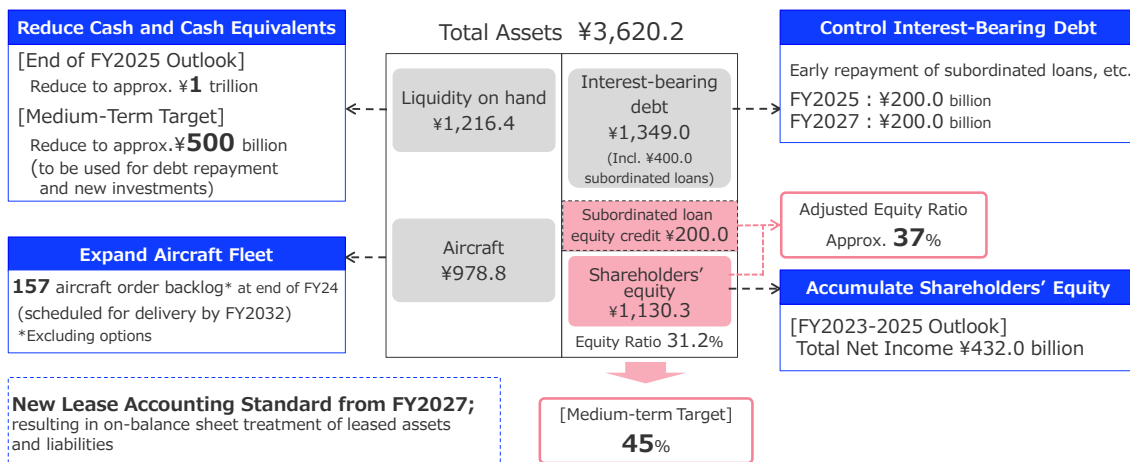 Reduce Cash and Cash Equivalents
[End of FY2025 Outlook]
Reduce to approx. ¥1 trillion
[Medium-Term Target]
Reduce to approx.¥500 billion
(to be used for debt repayment
and new investments)
Expand Aircraft Fleet
157 aircraft order backlog* at end of FY24
(scheduled for delivery by FY2032)
*Excluding options
New Lease Accounting Standard from FY2027;
resulting in on-balance sheet treatment of leased assets
and liabilities
Total Assets ¥3,620.2
Liquidity on hand
¥1,216.4
Aircraft
¥978.8
Interest-bearing
debt
¥1,349.0
(Incl. ¥400.0
subordinated loans)
Subordinated loan
equity credit ¥200.0
Shareholders’
equity
¥1,130.3
Equity Ratio 31.2%
[Medium-term Target]
45%
Control Interest-Bearing Debt
Early repayment of subordinated loans, etc.
FY2025 : ¥200.0 billion
FY2027 : ¥200.0 billion
Adjusted Equity Ratio
Approx. 37%
Accumulate Shareholders’ Equity
[FY2023-2025 Outlook]
Total Net Income ¥432.0 billion